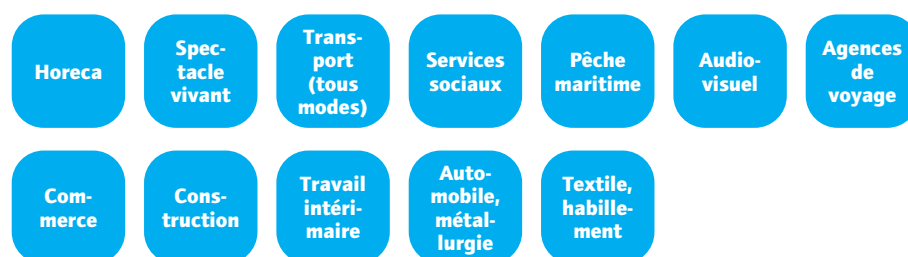 Horeca
Spec-
tacle
vivant
Trans-
port
(tous
modes)
Services
sociaux
Pêche
maritime
Audio-
visuel
Agences
de
voyage
Com-
merce
Cons-
truction
Travail
intéri-
maire
Auto-
mobile,
métal-
lurgie
Textile,
habille-
ment